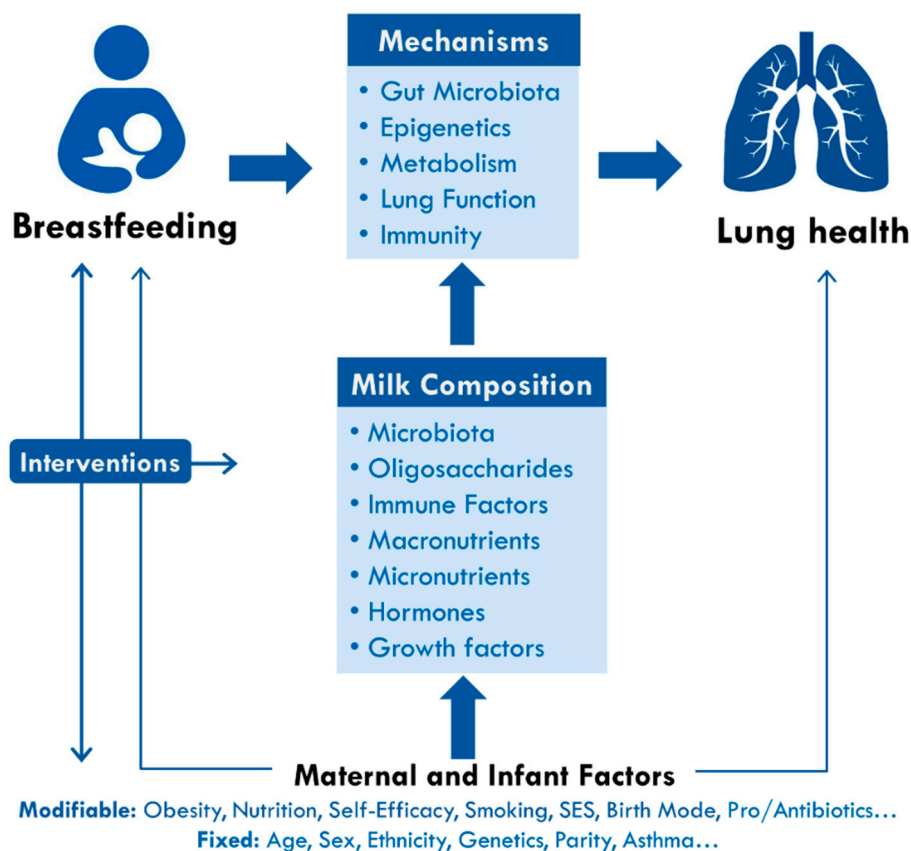 Mechanisms
• Gut Microbiota
• Epigenetics
• Metabolism
• Lung Function
• Immunity
Breastfeeding
Lung health
Milk Composition
• Microbiota
• Oligosaccharides
• Immune Factors
• Macronutrients
• Micronutrients
• Hormones
• Growth factors
Interventions
Maternal and Infant Factors
Modifiable: Obesity, Nutrition, Self-Efficacy, Smoking, SES, Birth Mode, Pro/Antibiotics...
Fixed: Age, Sex, Ethnicity, Genetics, Parity, Asthma...